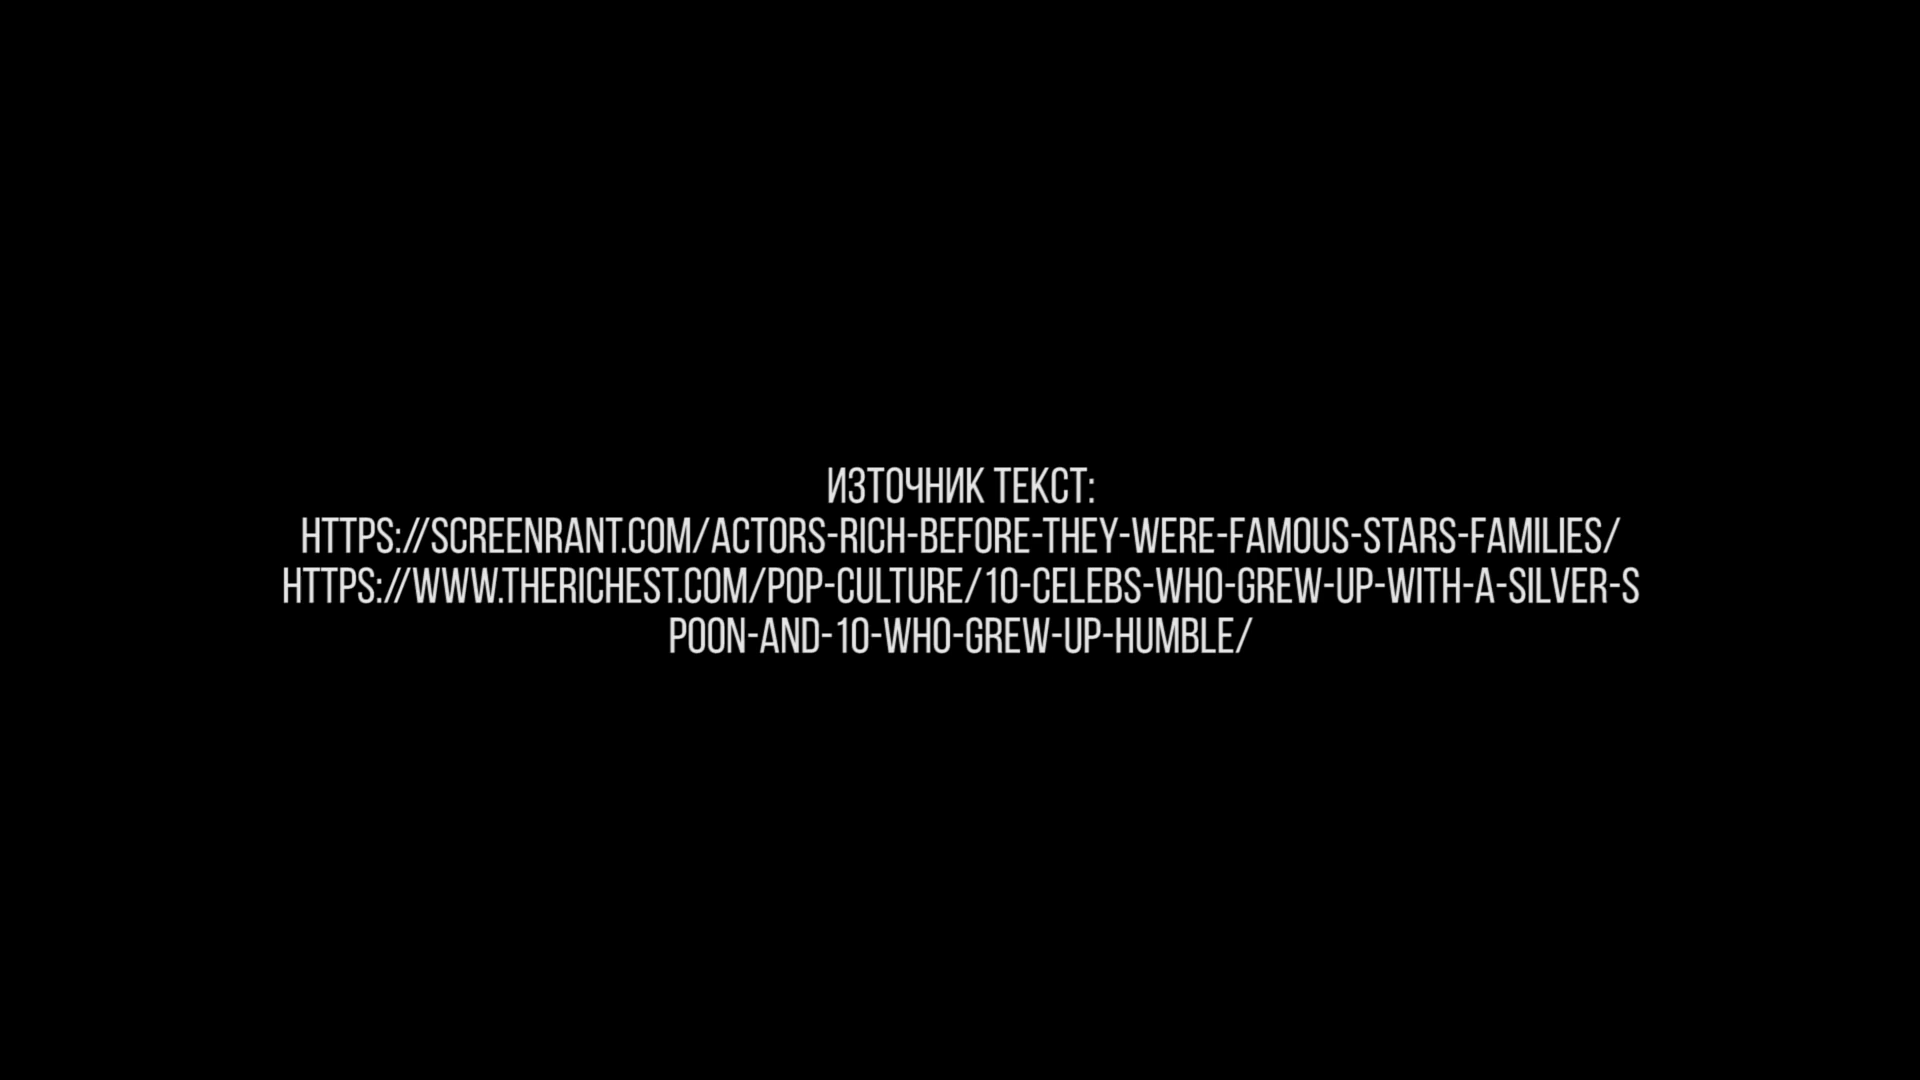 ИЗТОЧНИК ТЕКСТ:
HTTPS://SCREENRANT.COM/ACTORS-RICH-BEFORE-THEY-WERE-FAMOUS-STARS-FAMILIES/
HTTPS://WWW.THERICHEST.COM/POP-CULTURE/10-CELEBS-WHO-GREW-UP-WITH-A-SILVER-S
POON-AND-10-WHO-GREW-UP-HUMBLE/